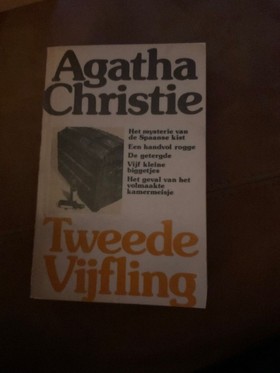 Agatha
Christie
Het mysterie van
de Spaanse kist
Een handvol rogge
De getergde
Vijf kleine
biggetjes
Het geval van het
volmaakte
kamermeisje
Tweede
Vijfling